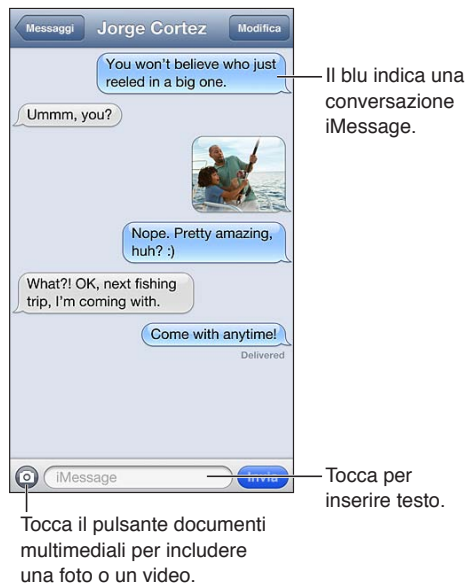 Messaggi Jorge Cortez Modifica
You won't believe who just
reeled in a big one.
Il blu indica una
conversazione
iMessage.
Ummm, you?
Nope. Pretty amazing,
huh? :)
What?! OK, next fishing
trip, I'm coming with.
Come with anytime!
Delivered
iMessage Invia
Tocca per
inserire testo.
Tocca il pulsante documenti
multimediali per includere
una foto o un video.